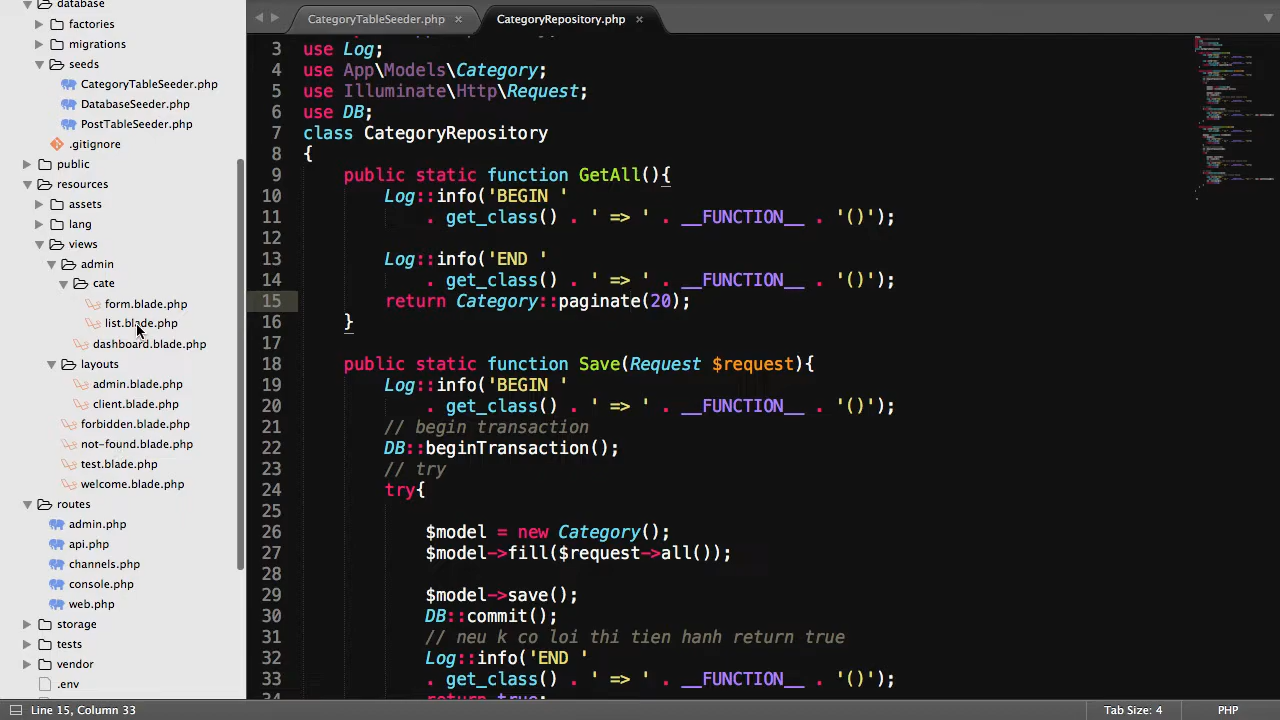 database
factories
migrations
seeds
CategoryTableSeeder.php
DatabaseSeeder.php
PostTableSeeder.php
.gitignore
public
resources
assets
lang
views
admin
cate
form.blade.php
list.blade.php
dashboard.blade.php
layouts
admin.blade.php
client.blade.php
forbidden.blade.php
not-found.blade.php
test.blade.php
welcome.blade.php
routes
admin.php
api.php
channels.php
console.php
web.php
storage
tests
vendor
.env
CategoryTableSeeder.php × CategoryRepository.php ×
3 use Log;
4 use App\Models\Category;
5 use Illuminate\Http\Request;
6 use DB;
7 class CategoryRepository
8 {
9 public static function GetAll(){
10 Log::info('BEGIN '
11 . get_class() . ' => ' . __FUNCTION__ . '()');
12
13 Log::info('END '
14 . get_class() . ' => ' . __FUNCTION__ . '()');
15 return Category::paginate(20);
16 }
17
18 public static function Save(Request $request){
19 Log::info('BEGIN '
20 . get_class() . ' => ' . __FUNCTION__ . '()');
21 // begin transaction
22 DB::beginTransaction();
23 // try
24 try{
25
26 $model = new Category();
27 $model->fill($request->all());
28
29 $model->save();
30 DB::commit();
31 // neu k co loi thi tien hanh return true
32 Log::info('END '
33 . get_class() . ' => ' . __FUNCTION__ . '()');
34 return true;
Line 15, Column 33 Tab Size: 4 PHP